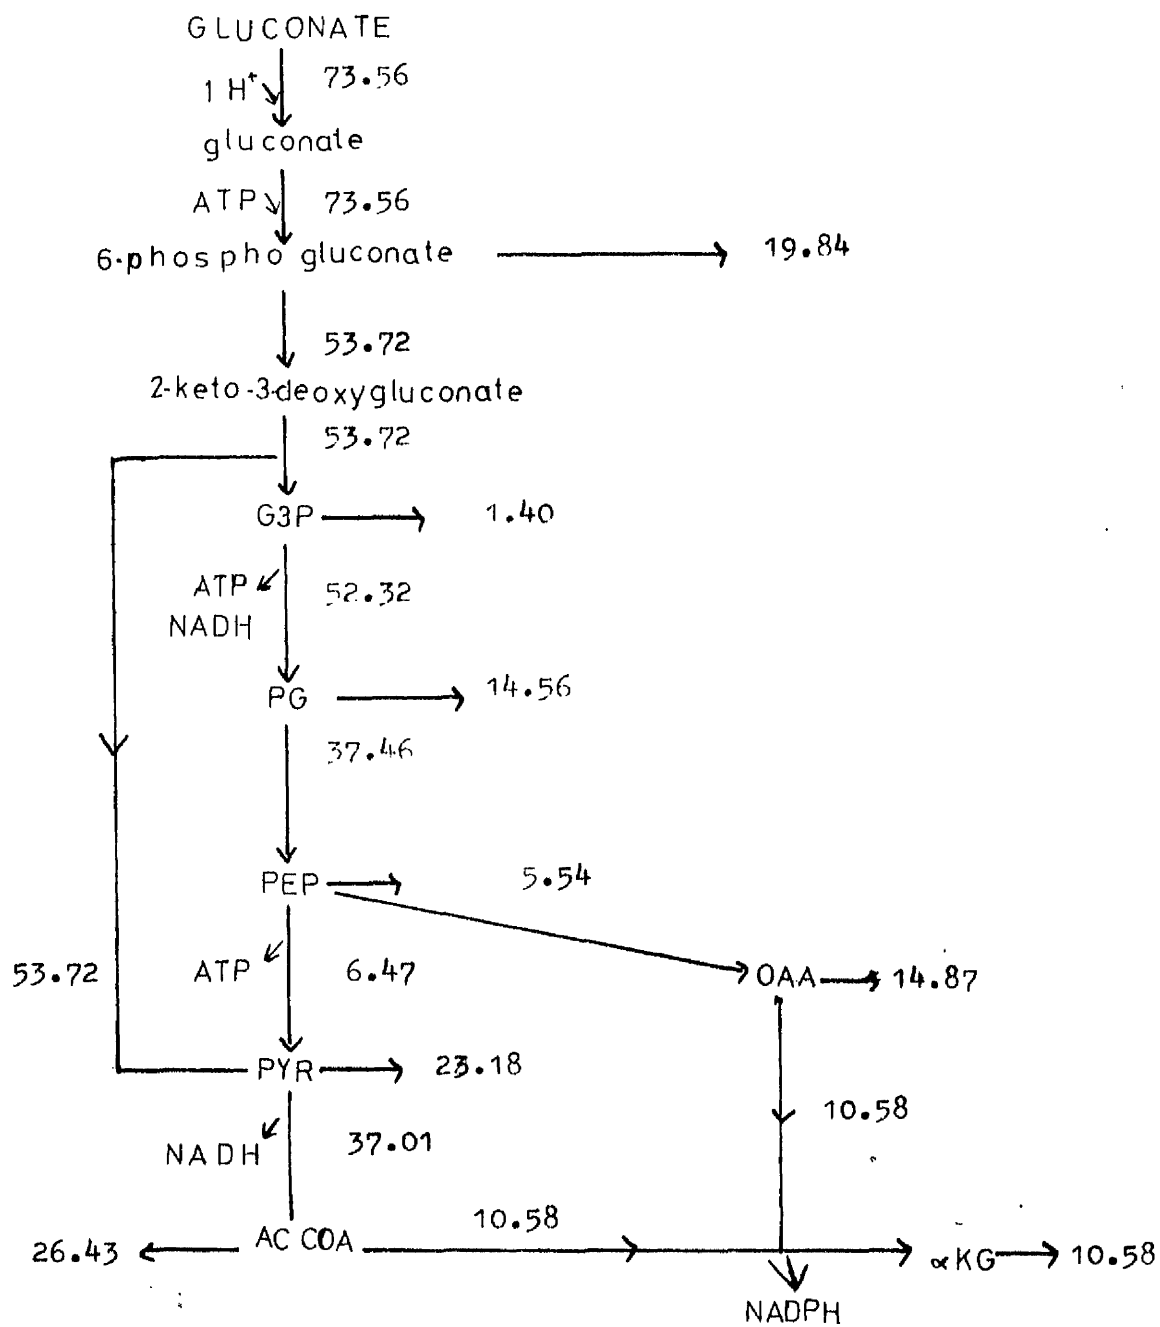 GLUCONATE
1 H⁺ 73.56
gluconate
ATP 73.56
6-phospho gluconate 19.84
53.72
2-keto-3-deoxygluconate
53.72
G3P 1.40
ATP 52.32
NADH
PG 14.56
37.46
PEP 5.54
53.72 ATP 6.47 OAA 14.87
PYR 23.18
10.58
NADH 37.01
10.58
26.43 AC COA αKG 10.58
NADPH